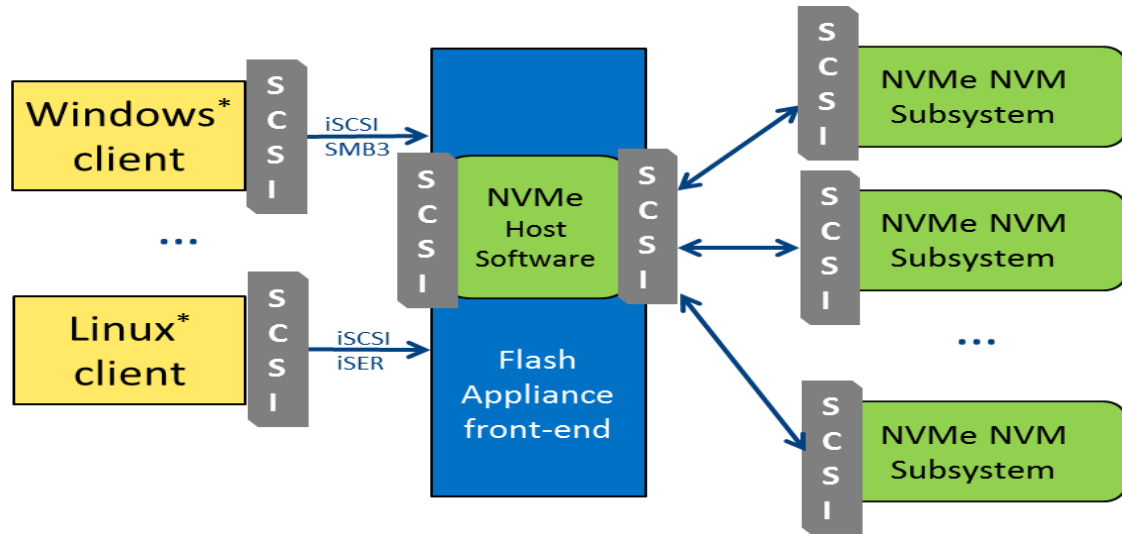 Windows*
client
S
C
S
I
iSCSI
SMB3
...
Linux*
client
S
C
S
I
iSCSI
iSER
S
C
S
I
NVMe
Host
Software
S
C
S
I
Flash
Appliance
front-end
S
C
S
I
NVMe NVM
Subsystem
S
C
S
I
NVMe NVM
Subsystem
...
S
C
S
I
NVMe NVM
Subsystem